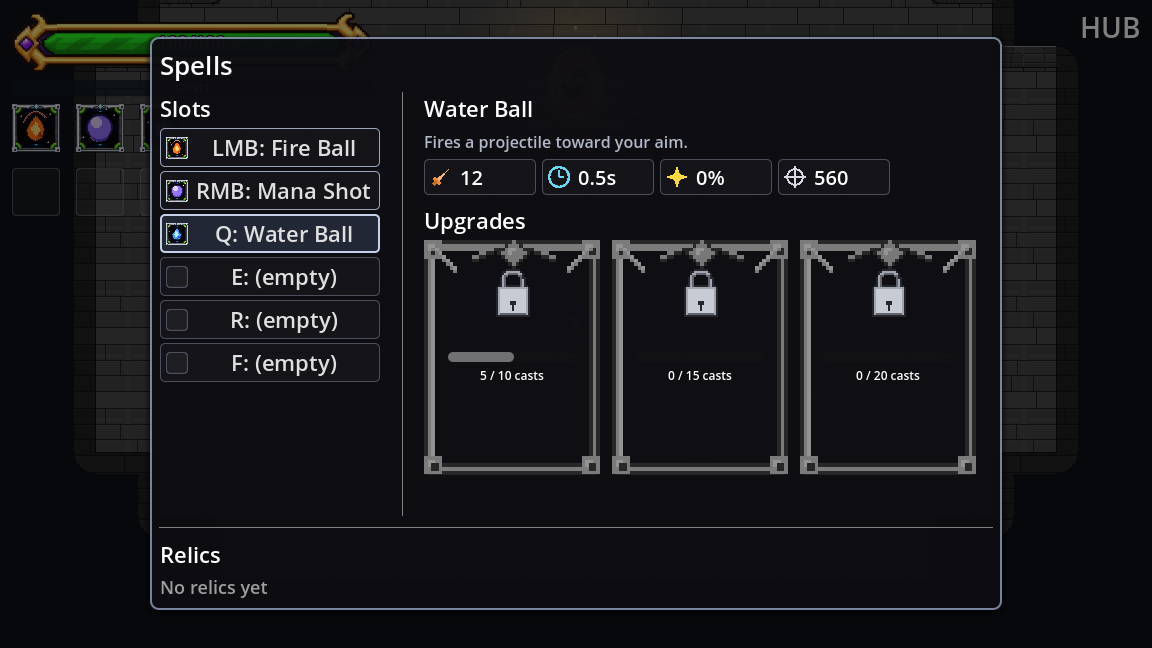 HUB
Spells
Slots
LMB: Fire Ball
RMB: Mana Shot
Q: Water Ball
E: (empty)
R: (empty)
F: (empty)
Water Ball
Fires a projectile toward your aim.
12
0.5s
0%
560
Upgrades
5 / 10 casts
0 / 15 casts
0 / 20 casts
Relics
No relics yet